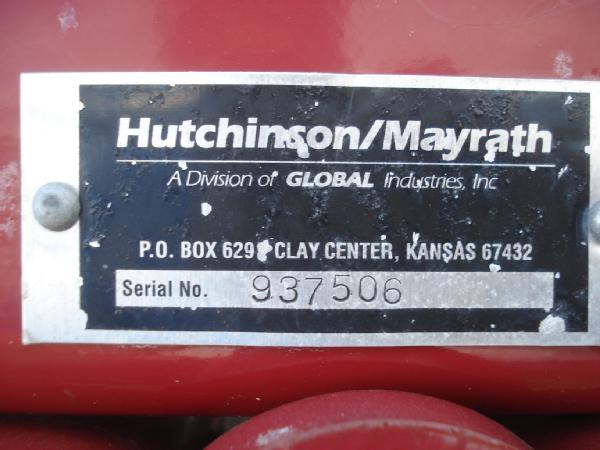 Hutchinson/Mayrath
A Division of GLOBAL Industries, Inc
P.O. BOX 629 CLAY CENTER, KANSAS 67432
Serial No. 937506